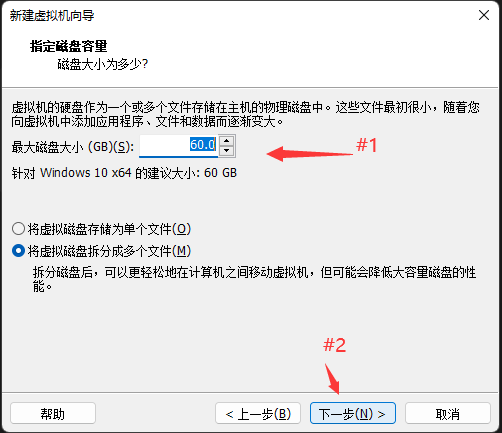 新建虚拟机向导
指定磁盘容量
磁盘大小为多少?
虚拟机的硬盘作为一个或多个文件存储在主机的物理磁盘中。这些文件最初很小，随着您
向虚拟机中添加应用程序、文件和数据而逐渐变大。
最大磁盘大小 (GB)(S): 60.0 #1
针对 Windows 10 x64 的建议大小: 60 GB
将虚拟磁盘存储为单个文件(O)
将虚拟磁盘拆分成多个文件(M)
拆分磁盘后，可以更轻松地在计算机之间移动虚拟机，但可能会降低大容量磁盘的性
能。
#2
帮助 < 上一步(B) 下一步(N) > 取消